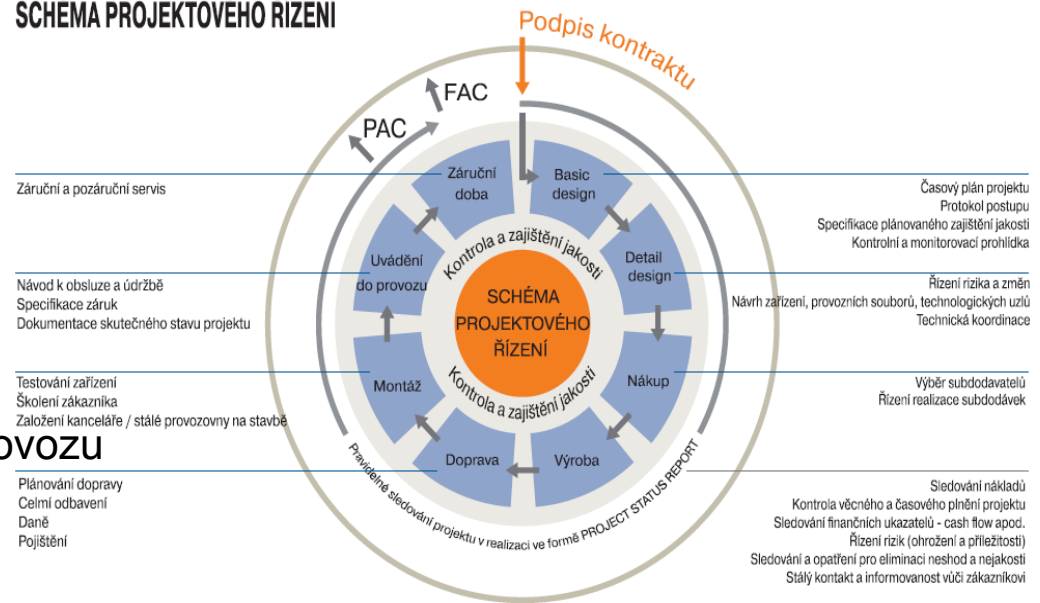 SCHÉMA PROJEKTOVÉHO ŘÍZENÍ
Podpis kontraktu
FAC
PAC
Záruční
doba
Basic
design
Detail
design
Nákup
Výroba
Doprava
Montáž
Uvádění
do provozu
Kontrola a zajištění jakosti
SCHÉMA
PROJEKTOVÉHO
ŘÍZENÍ
Kontrola a zajištění jakosti
Pravidelné sledování projektu v realizaci ve formě PROJECT STATUS REPORT
Záruční a pozáruční servis
Návod k obsluze a údržbě
Specifikace záruk
Dokumentace skutečného stavu projektu
Testování zařízení
Školení zákazníka
Založení kanceláře / stálé provozovny na stavbě
ovozu
Plánování dopravy
Celmí odbavení
Daně
Pojištění
Časový plán projektu
Protokol postupu
Specifikace plánovaného zajištění jakosti
Kontrolní a monitorovací prohlídka
Řízení rizika a změn
Návrh zařízení, provozních souborů, technologických uzlů
Technická koordinace
Výběr subdodavatelů
Řízení realizace subdodávek
Sledování nákladů
Kontrola věcného a časového plnění projektu
Sledování finančních ukazatelů - cash flow apod.
Řízení rizik (ohrožení a příležitosti)
Sledování a opatření pro eliminaci neshod a nejakosti
Stálý kontakt a informovanost vůči zákazníkovi